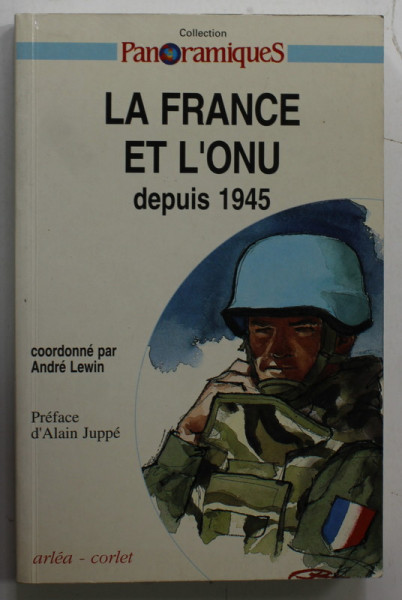 Collection
PanoramiqueS
LA FRANCE
ET L'ONU
depuis 1945
coordonné par
André Lewin
Préface
d'Alain Juppé
arléa - corlet